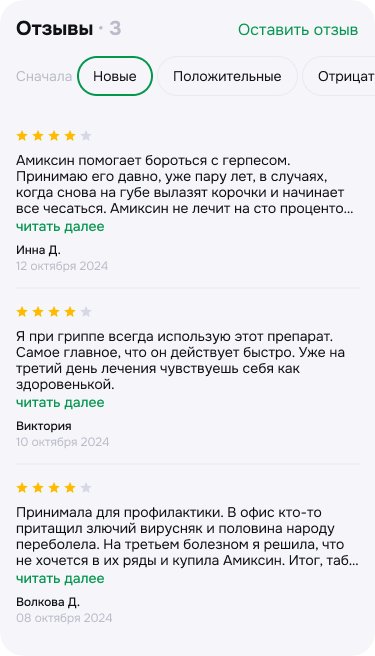 Отзывы · 3
Оставить отзыв
Сначала
Новые
Положительные
Отрицат
Амиксин помогает бороться с герпесом.
Принимаю его давно, уже пару лет, в случаях,
когда снова на губе вылазят корочки и начинает
все чесаться. Амиксин не лечит на сто проценто...
читать далее
Инна Д.
12 октября 2024
Я при гриппе всегда использую этот препарат.
Самое главное, что он действует быстро. Уже на
третий день лечения чувствуешь себя как
здоровенькой.
читать далее
Виктория
10 октября 2024
Принимала для профилактики. В офис кто-то
притащил злючий вирусняк и половина народу
переболела. На третьем болезном я решила, что
не хочется в их ряды и купила Амиксин. Итог, таб...
читать далее
Волкова Д.
08 октября 2024